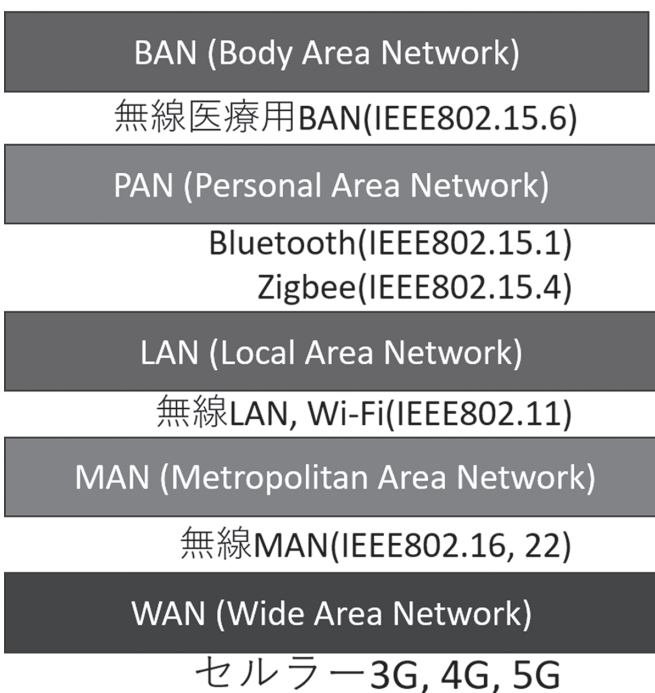 BAN (Body Area Network)
無線医療用BAN(IEEE802.15.6)
PAN (Personal Area Network)
Bluetooth(IEEE802.15.1)
Zigbee(IEEE802.15.4)
LAN (Local Area Network)
無線LAN, Wi-Fi(IEEE802.11)
MAN (Metropolitan Area Network)
無線MAN(IEEE802.16, 22)
WAN (Wide Area Network)
セルラー3G, 4G, 5G